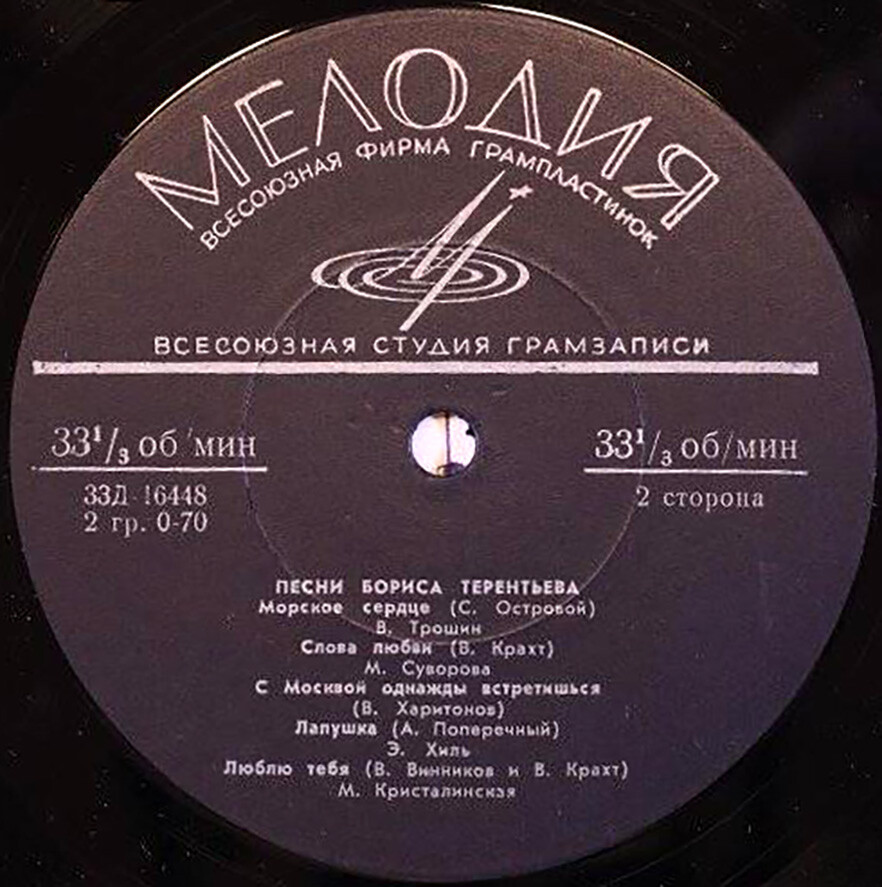 МЕЛОДИЯ
ВСЕСОЮЗНАЯ ФИРМА ГРАМПЛАСТИНОК
ВСЕСОЮЗНАЯ СТУДИЯ ГРАМЗАПИСИ
33¹/₃ об/мин
33Д-16448
2 гр. 0-70
33¹/₃ об/мин
2 сторона
ПЕСНИ БОРИСА ТЕРЕНТЬЕВА
Морское сердце (С. Островой)
В. Трошин
Слова любви (В. Крахт)
М. Суворова
С Москвой однажды встретишься
(В. Харитонов)
Лапушка (А. Поперечный)
Э. Хиль
Люблю тебя (В. Винников и В. Крахт)
М. Кристалинская